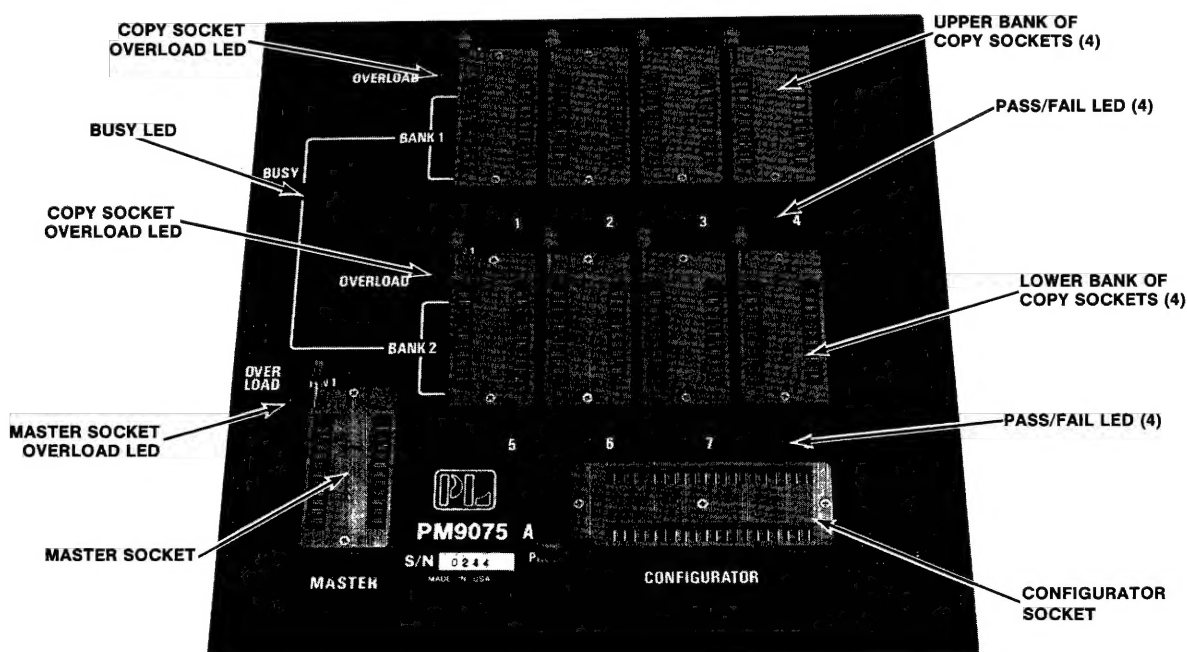 COPY SOCKET
OVERLOAD LED
UPPER BANK OF
COPY SOCKETS (4)
OVERLOAD
PASS/FAIL LED (4)
BUSY LED
BANK 1
BUSY
COPY SOCKET
OVERLOAD LED
1 2 3 4
OVERLOAD
LOWER BANK OF
COPY SOCKETS (4)
BANK 2
OVER
LOAD
PASS/FAIL LED (4)
MASTER SOCKET
OVERLOAD LED
5 6 7
PL
PM9075 A
MASTER SOCKET
S/N 0244
MADE IN USA
MASTER
CONFIGURATOR
CONFIGURATOR
SOCKET